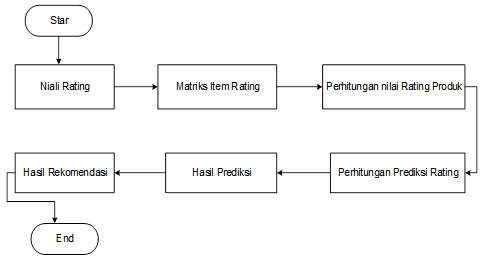 Star
Niali Rating
Matriks Item Rating
Perhitungan nilai Rating Produk
Perhitungan Prediksi Rating
Hasil Prediksi
Hasil Rekomendasi
End